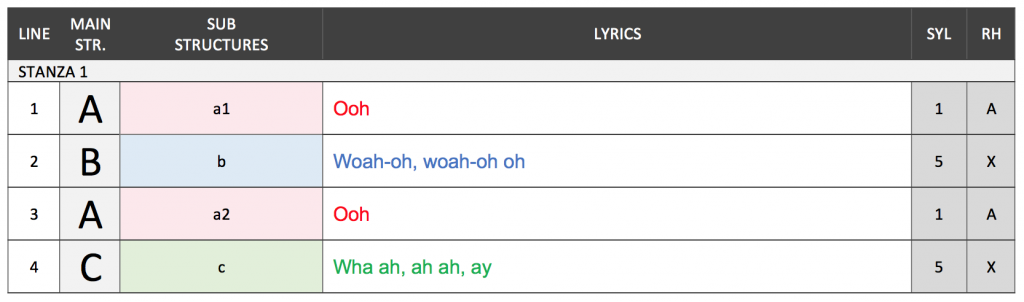 LINE MAIN STR. SUB STRUCTURES LYRICS SYL RH
STANZA 1
1 A a1 Ooh 1 A
2 B b Woah-oh, woah-oh oh 5 X
3 A a2 Ooh 1 A
4 C c Wha ah, ah ah, ay 5 X